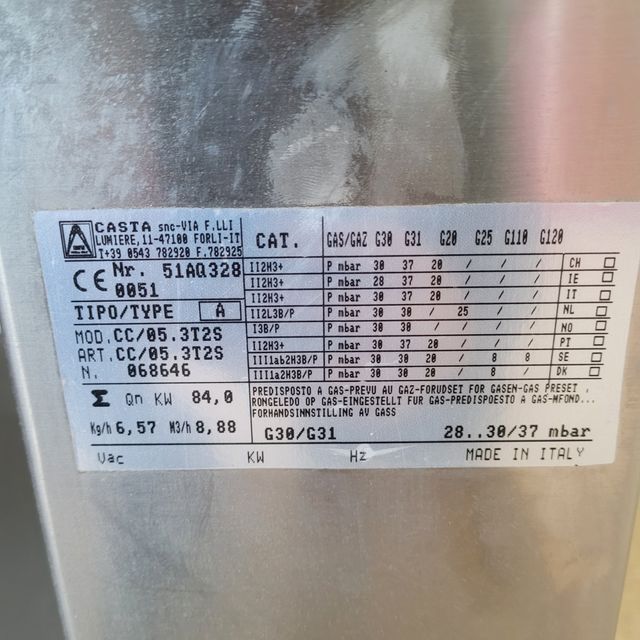 CASTA snc-VIA F.LLI
LUMIERE,11-47100 FORLI-IT
T+39 0543 782920 F.782925
CE Nr. 51AQ328
0051
TIPO/TYPE A
MOD.CC/05.3T2S
ART.CC/05.3T2S
N. 068646
Σ Qn KW 84,0
Kg/h 6,57 M3/h 8,88
Vac KW Hz MADE IN ITALY
CAT. GAS/GAZ G30 G31 G20 G25 G110 G120
II2H3+ P mbar 30 37 20 / / / CH
II2H3+ P mbar 28 37 20 / / / IE
II2H3+ P mbar 30 37 20 / / / IT
II2L3B/P P mbar 30 30 / 25 / / NL
I3B/P P mbar 30 30 / / / / NO
II2H3+ P mbar 30 37 20 / / / PT
III1ab2H3B/P P mbar 30 30 20 / 8 8 SE
III1a2H3B/P P mbar 30 30 20 / 8 / DK
PREDISPOSTO A GAS-PREVU AU GAZ-FORUDSET FOR GASEN-GAS PRESET ,
RONGELED OP GAS-EINGESTELLT FUR GAS-PREDISPOESTO A GAS-MFOND...
FORHANDSINNSTILLING AV GASS
G30/G31 28..30/37 mbar